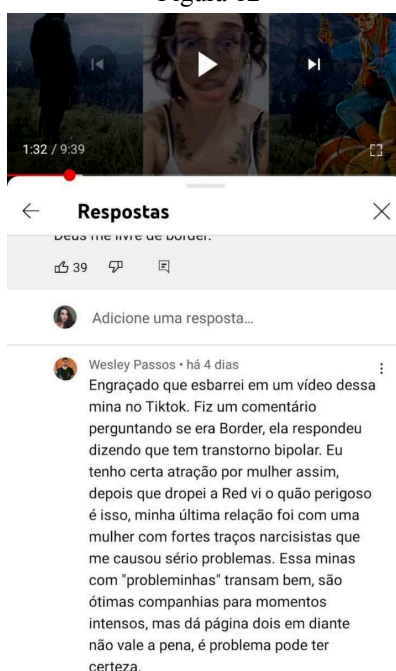 Figura 12
1:32 / 9:39
Respostas
Deus me livre de border.
39
Adicione uma resposta...
Wesley Passos • há 4 dias
Engraçado que esbarrei em um vídeo dessa
mina no Tiktok. Fiz um comentário
perguntando se era Border, ela respondeu
dizendo que tem transtorno bipolar. Eu
tenho certa atração por mulher assim,
depois que dropei a Red vi o quão perigoso
é isso, minha última relação foi com uma
mulher com fortes traços narcisistas que
me causou sério problemas. Essa minas
com "probleminhas" transam bem, são
ótimas companhias para momentos
intensos, mas dá página dois em diante
não vale a pena, é problema pode ter
certeza.